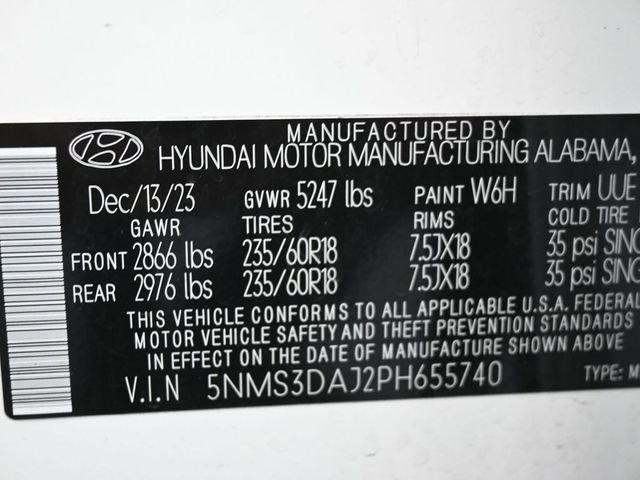 MANUFACTURED BY
HYUNDAI MOTOR MANUFACTURING ALABAMA,
Dec/13/23 GVWR 5247 lbs PAINT W6H TRIM UUE
GAWR TIRES RIMS COLD TIRE
FRONT 2866 lbs 235/60R18 7.5JX18 35 psi SING
REAR 2976 lbs 235/60R18 7.5JX18 35 psi SING
THIS VEHICLE CONFORMS TO ALL APPLICABLE U.S.A. FEDERAL
MOTOR VEHICLE SAFETY AND THEFT PREVENTION STANDARDS
IN EFFECT ON THE DATE OF MANUFACTURE SHOWN ABOVE.
V.I.N 5NMS3DAJ2PH655740 TYPE: M